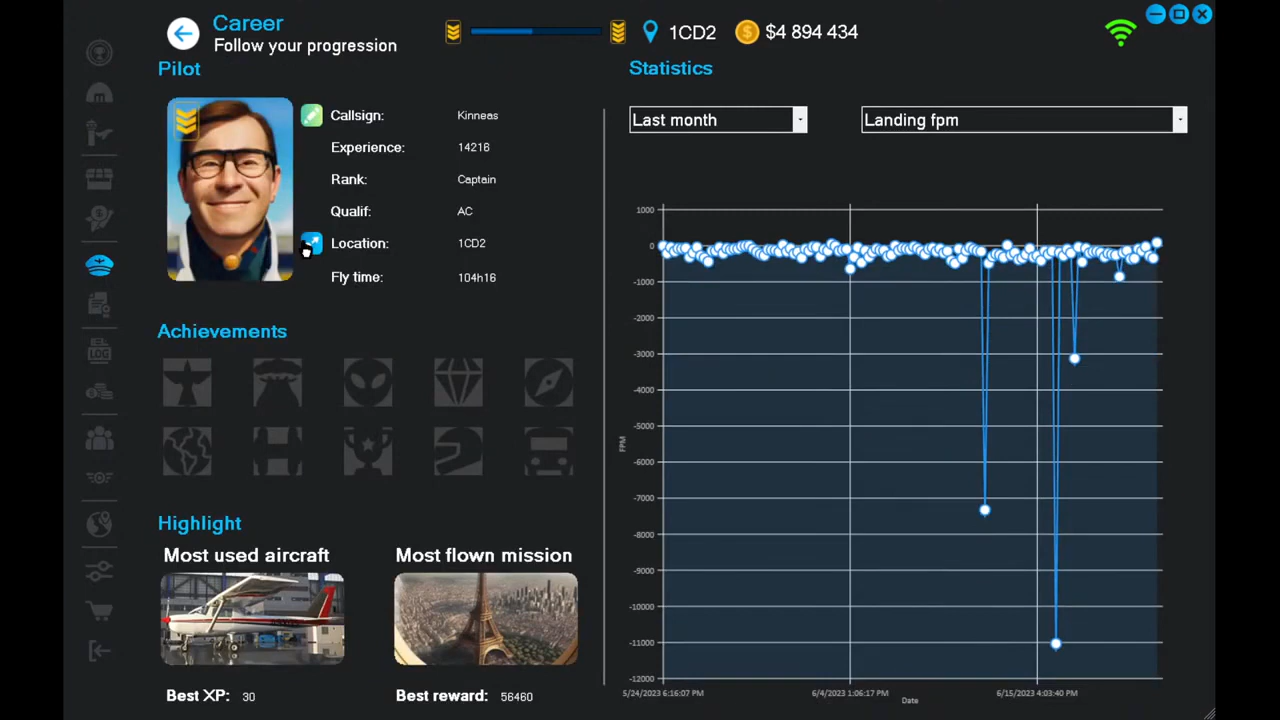 Career
Follow your progression
1CD2
$4 894 434
Pilot
Callsign: Kinneas
Experience: 14216
Rank: Captain
Qualif: AC
Location: 1CD2
Fly time: 104h16
Achievements
LOG
Highlight
Most used aircraft
Most flown mission
Best XP: 30
Best reward: 56460
Statistics
Last month
Landing fpm
1000
0
-1000
-2000
-3000
-4000
-5000
-6000
-7000
-8000
-9000
-10000
-11000
-12000
FPM
5/24/2023 6:16:07 PM
6/4/2023 1:06:17 PM
6/15/2023 4:03:40 PM
Date